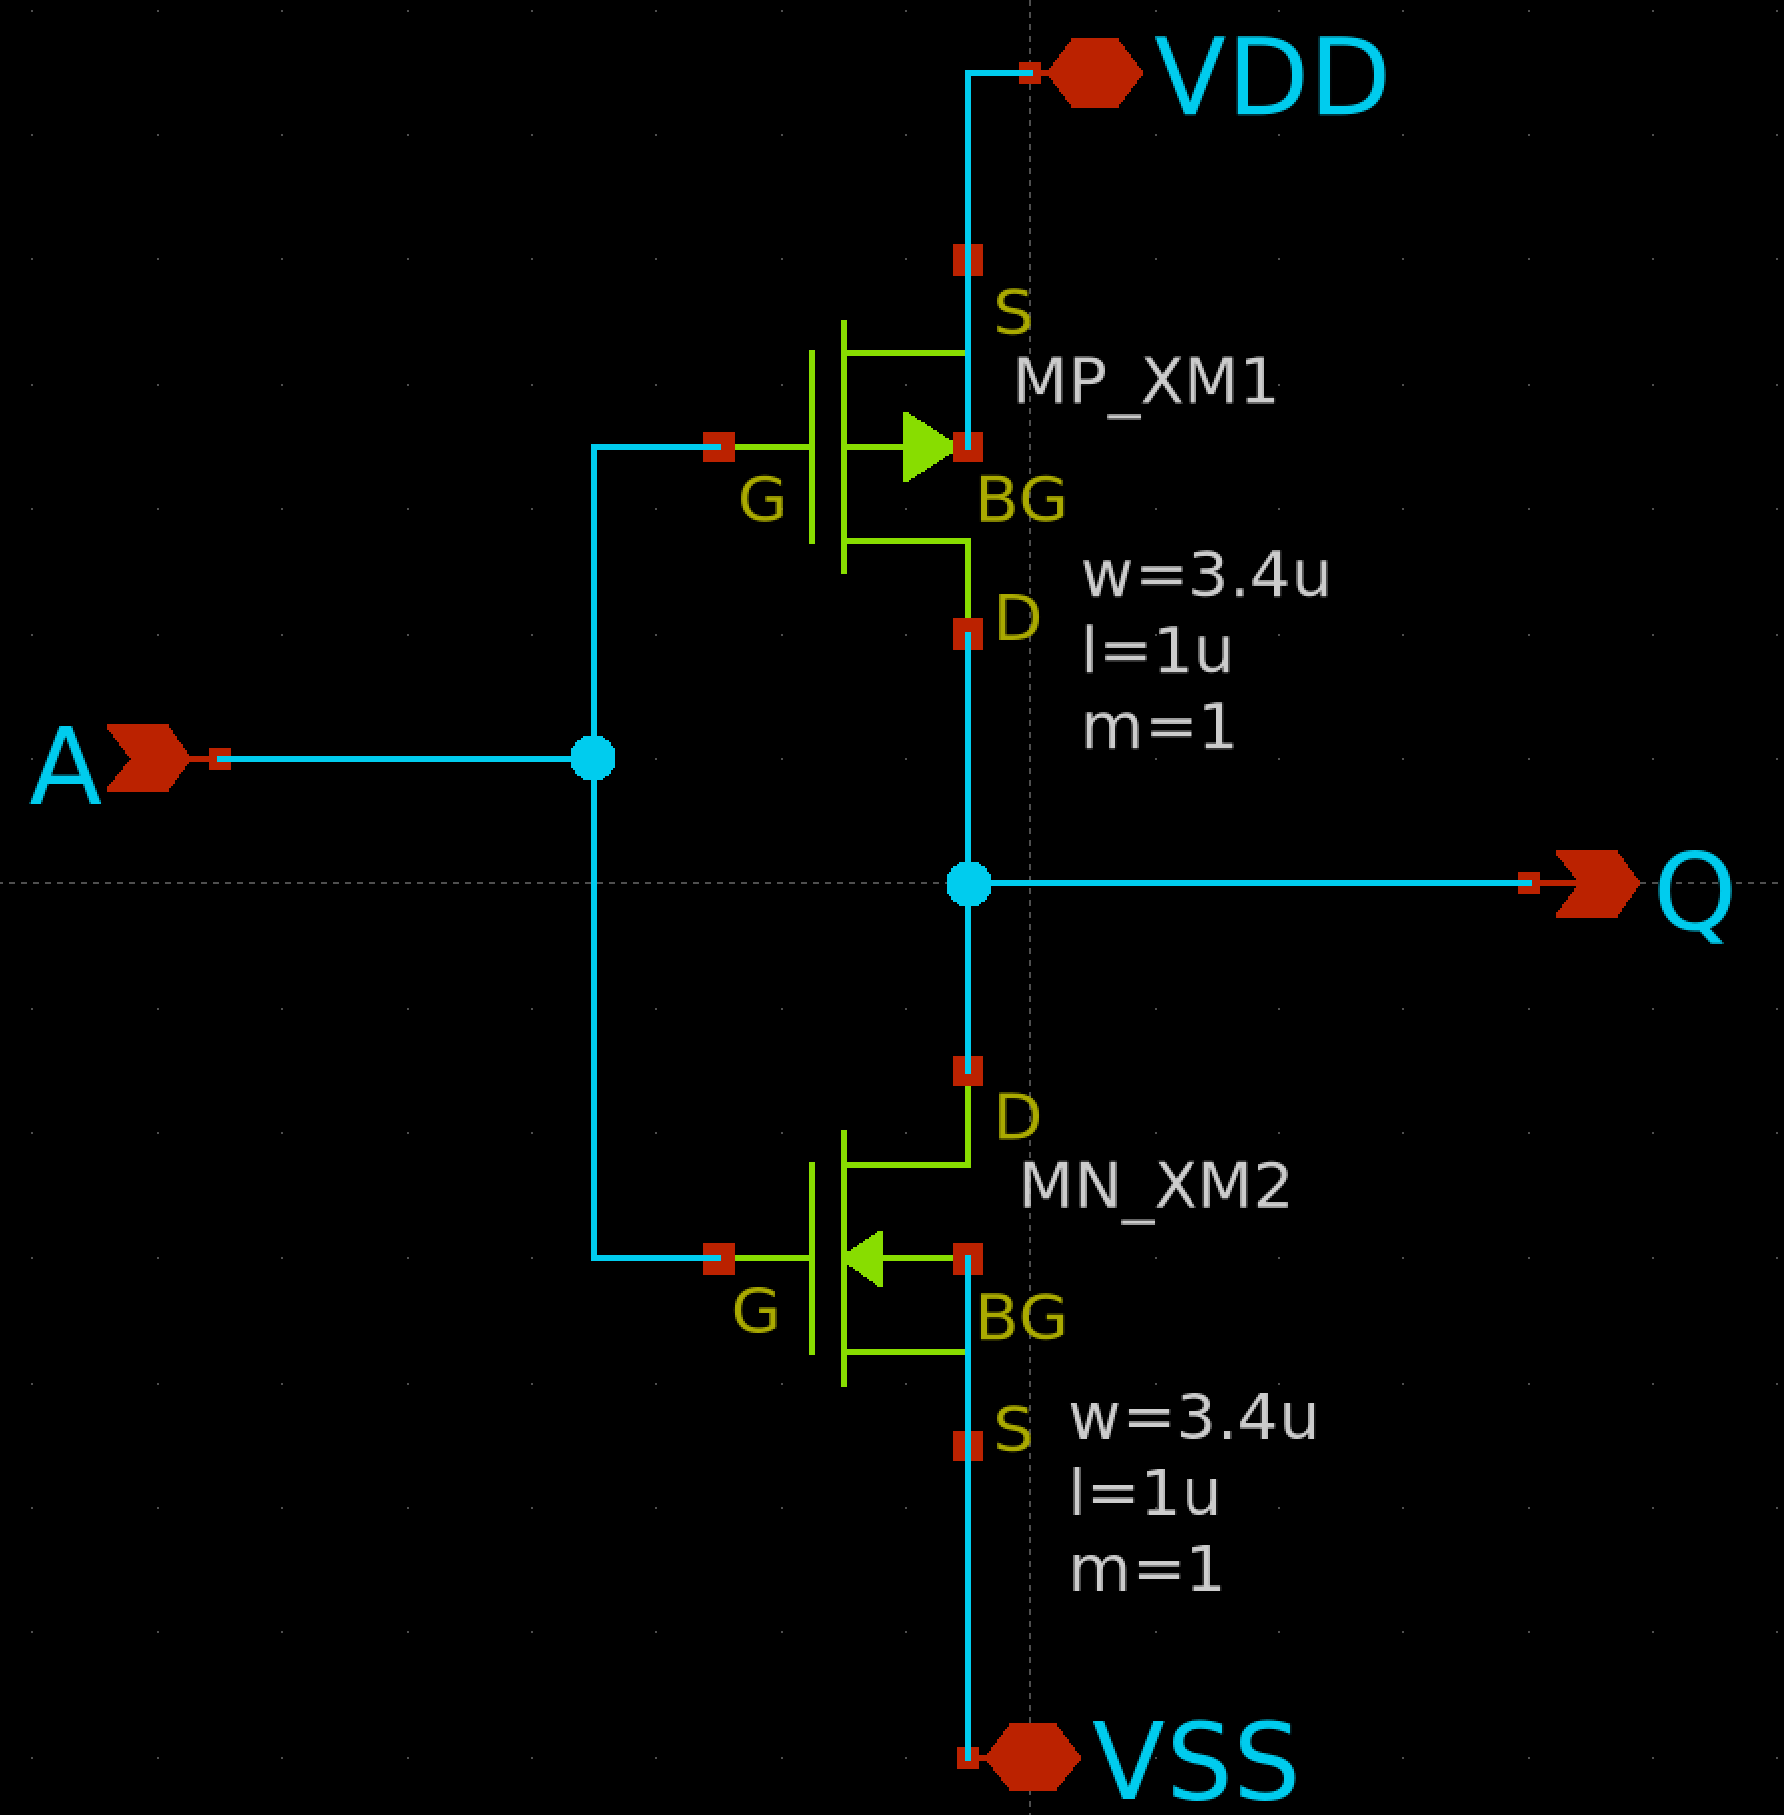 VDD
S
MP_XM1
G
BG
w=3.4u
D
l=1u
m=1
A
Q
D
MN_XM2
G
BG
S
w=3.4u
l=1u
m=1
VSS